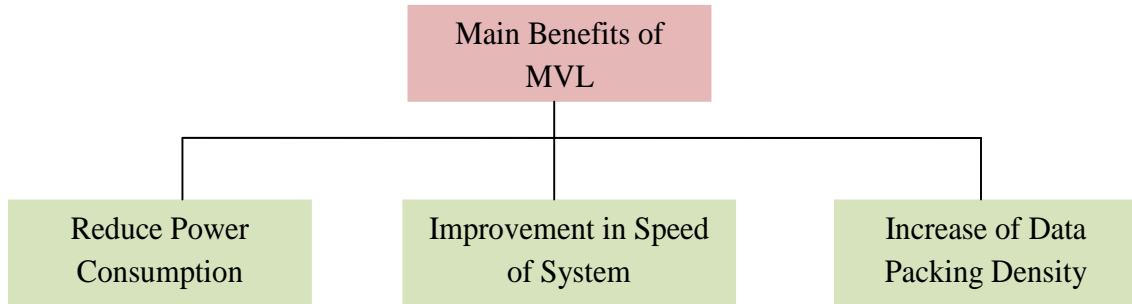 Main Benefits of
MVL
Reduce Power
Consumption
Improvement in Speed
of System
Increase of Data
Packing Density